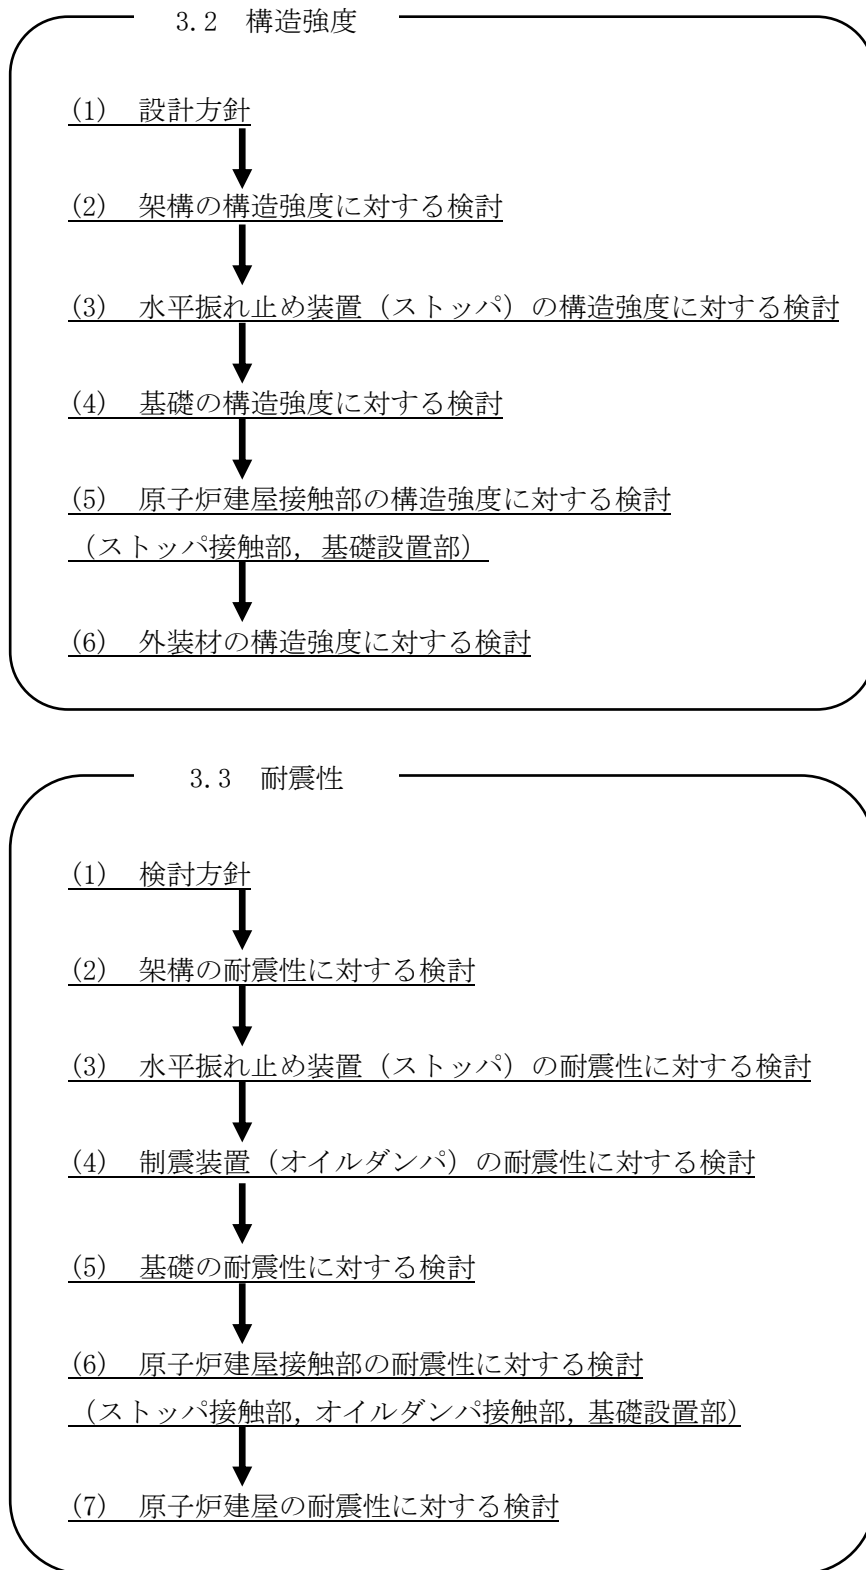 3.2　構造強度
(1)　設計方針
(2)　架構の構造強度に対する検討
(3)　水平振れ止め装置（ストッパ）の構造強度に対する検討
(4)　基礎の構造強度に対する検討
(5)　原子炉建屋接触部の構造強度に対する検討
（ストッパ接触部，基礎設置部）
(6)　外装材の構造強度に対する検討
3.3　耐震性
(1)　検討方針
(2)　架構の耐震性に対する検討
(3)　水平振れ止め装置（ストッパ）の耐震性に対する検討
(4)　制震装置（オイルダンパ）の耐震性に対する検討
(5)　基礎の耐震性に対する検討
(6)　原子炉建屋接触部の耐震性に対する検討
（ストッパ接触部，オイルダンパ接触部，基礎設置部）
(7)　原子炉建屋の耐震性に対する検討